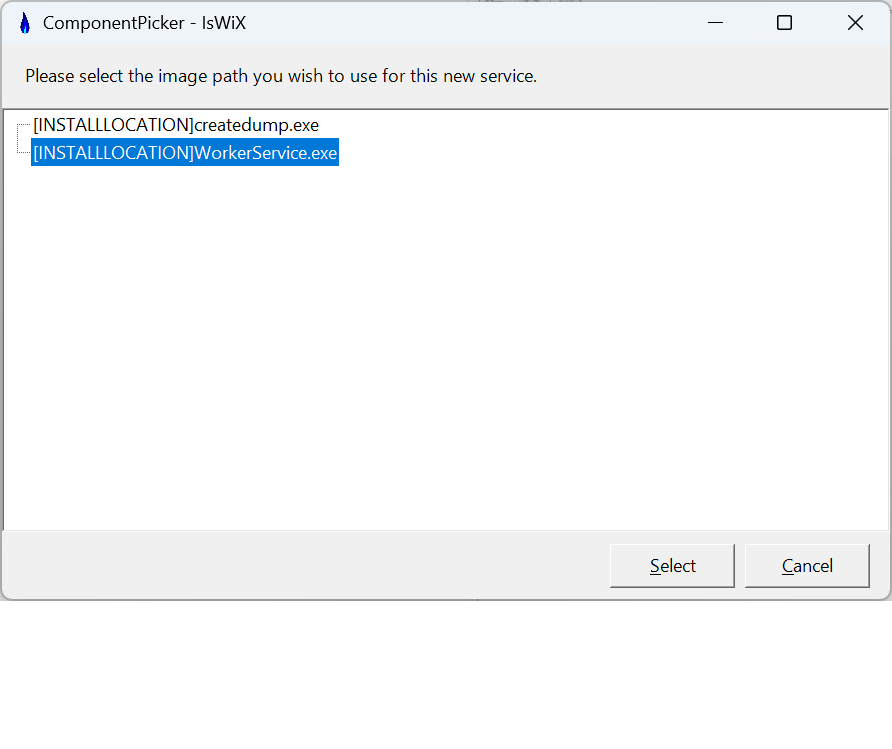 ComponentPicker - IsWiX
Please select the image path you wish to use for this new service.
[INSTALLLOCATION]createdump.exe
[INSTALLLOCATION]WorkerService.exe
Select Cancel